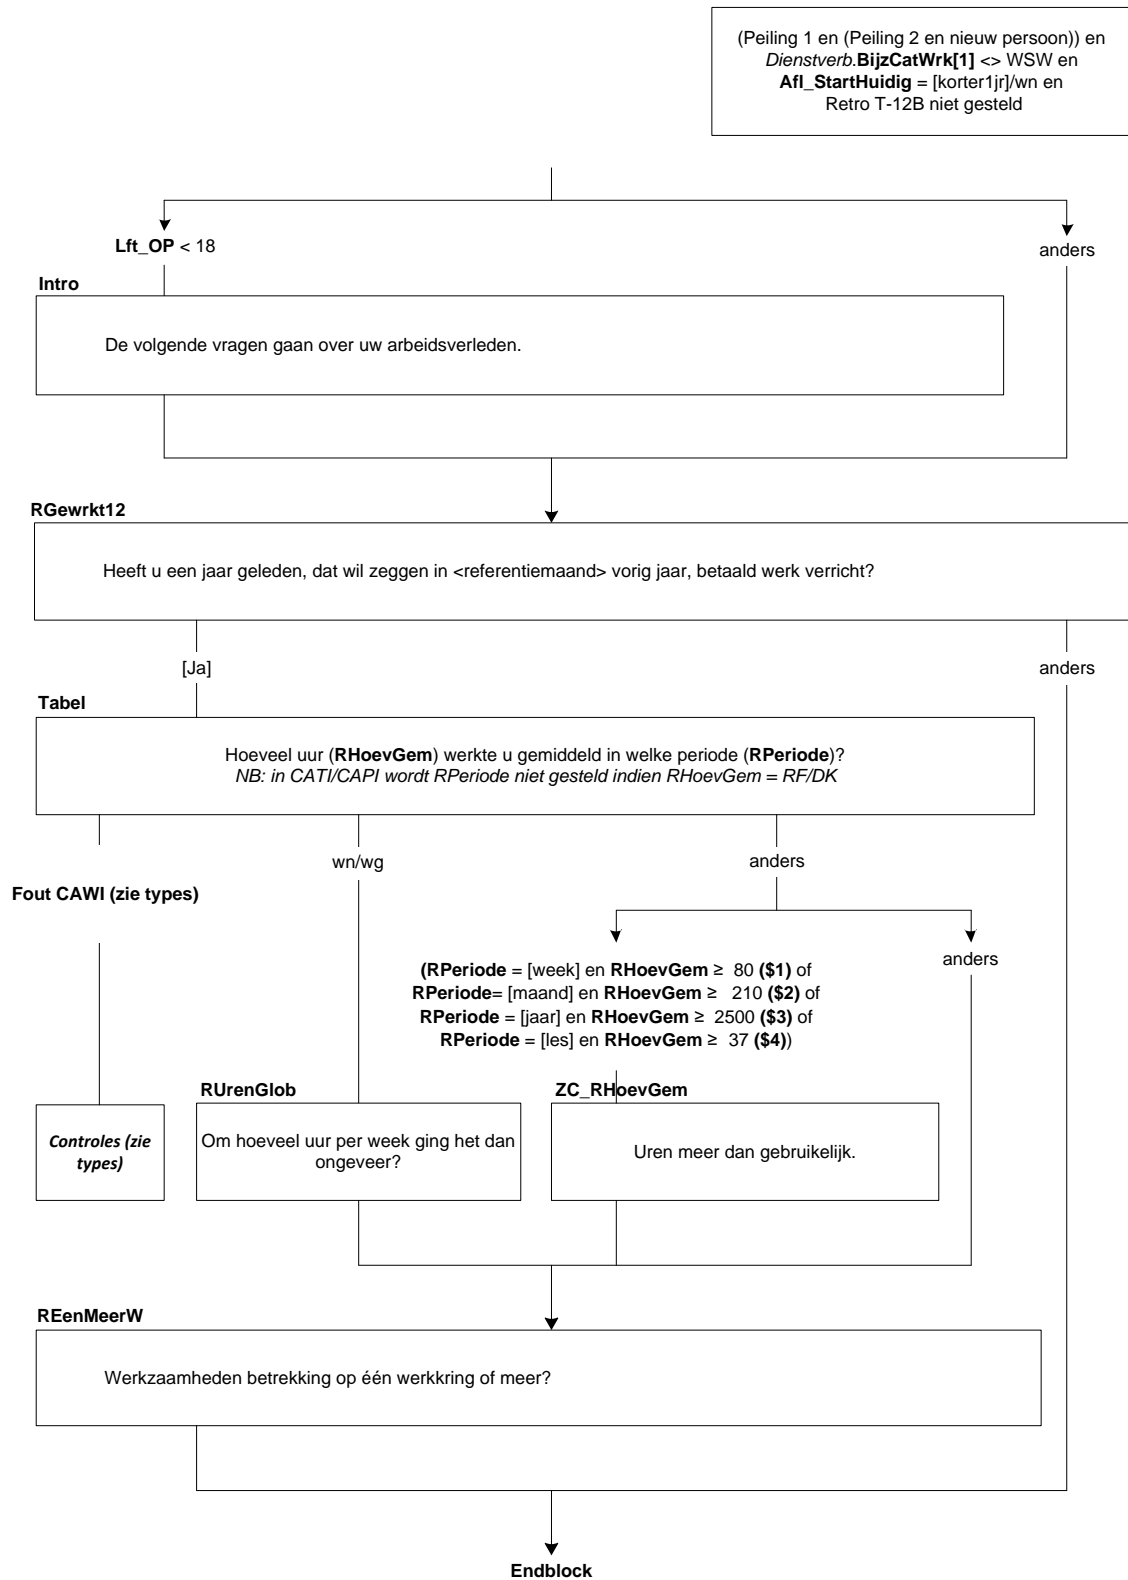 (Peiling 1 en (Peiling 2 en nieuw persoon)) en
Dienstverb.BijzCatWrk[1] <> WSW en
Afl_StartHuidig = [korter1jr]/wn en
Retro T-12B niet gesteld
Lft_OP < 18
anders
Intro
De volgende vragen gaan over uw arbeidsverleden.
RGewrkt12
Heeft u een jaar geleden, dat wil zeggen in <referentiemaand> vorig jaar, betaald werk verricht?
[Ja]
anders
Tabel
Hoeveel uur (RHoevGem) werkte u gemiddeld in welke periode (RPeriode)?
NB: in CATI/CAPI wordt RPeriode niet gesteld indien RHoevGem = RF/DK
wn/wg
anders
Fout CAWI (zie types)
(RPeriode = [week] en RHoevGem ≥ 80 ($1) of
RPeriode= [maand] en RHoevGem ≥ 210 ($2) of
RPeriode = [jaar] en RHoevGem ≥ 2500 ($3) of
RPeriode = [les] en RHoevGem ≥ 37 ($4))
anders
RUrenGlob
ZC_RHoevGem
Controles (zie
types)
Om hoeveel uur per week ging het dan
ongeveer?
Uren meer dan gebruikelijk.
REenMeerW
Werkzaamheden betrekking op één werkkring of meer?
Endblock